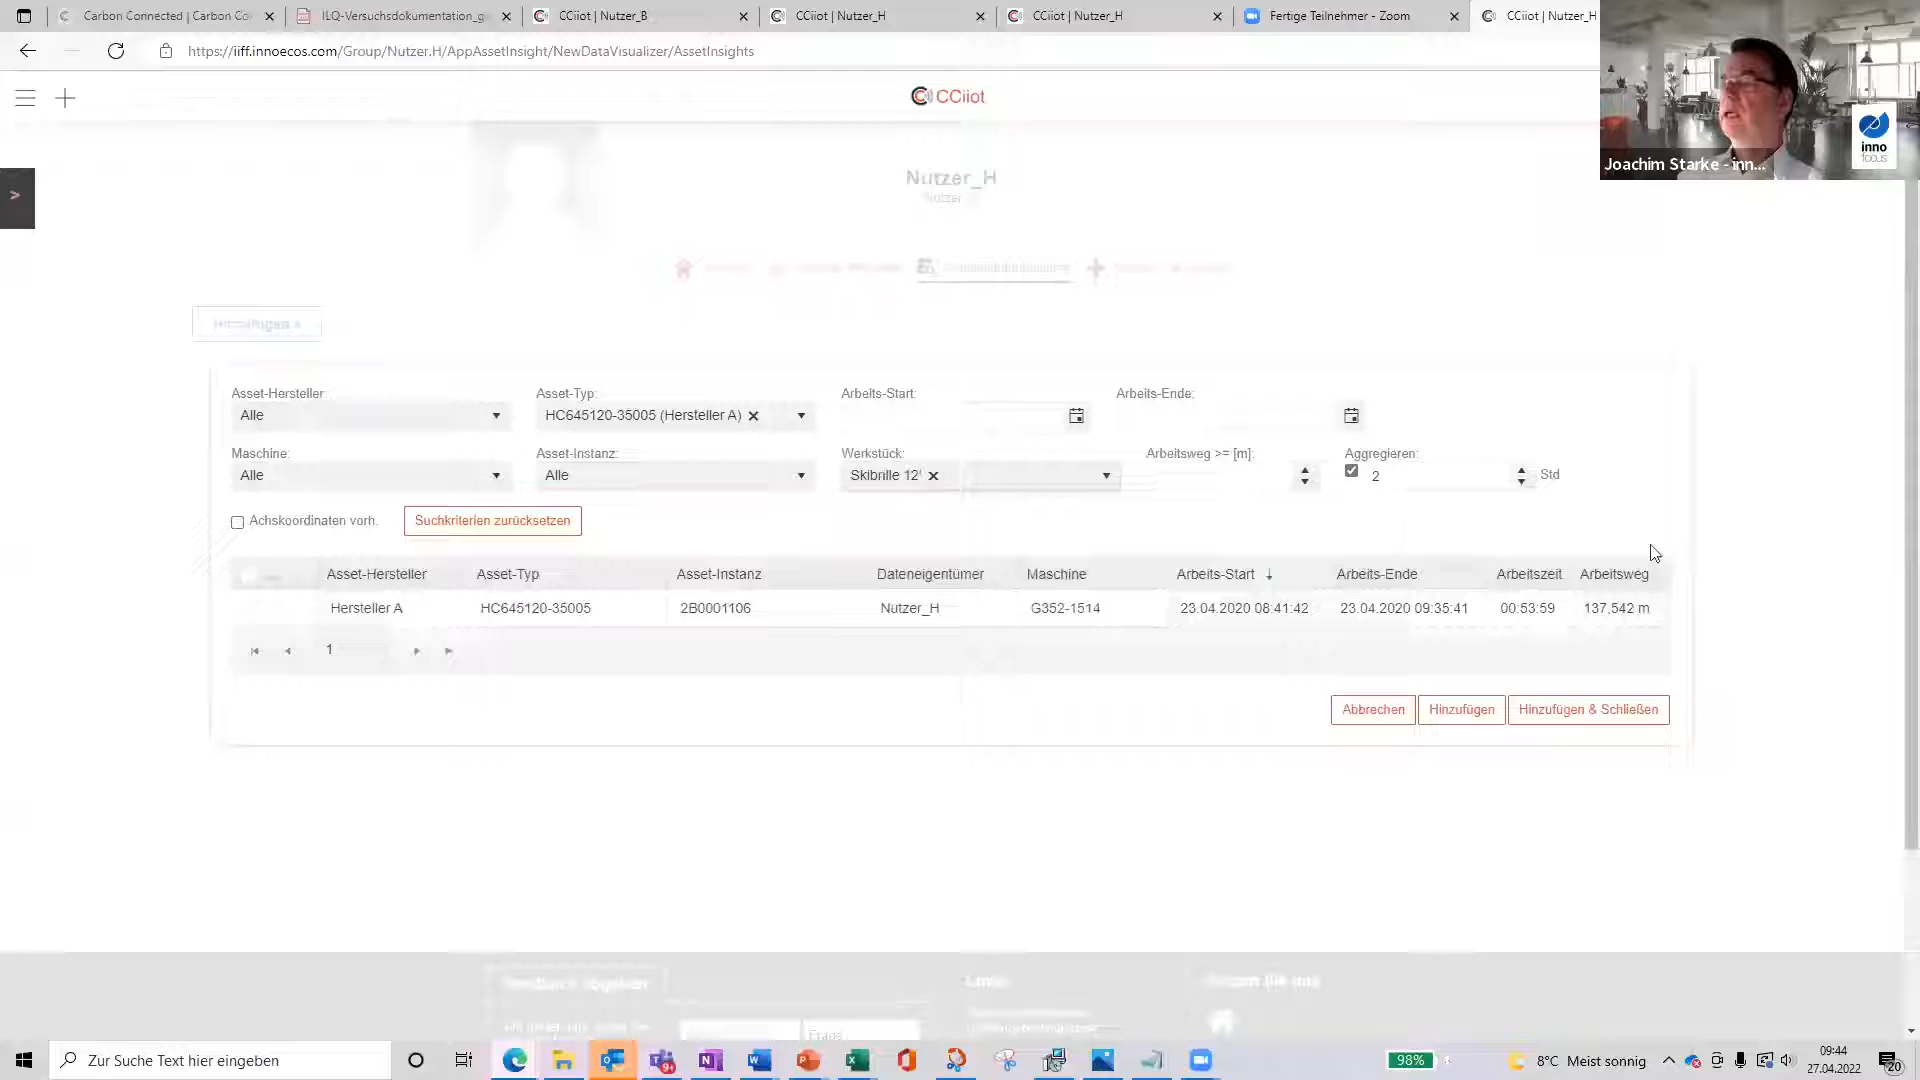 Carbon Connected | Carbon Co
ILQ-Versuchsdokumentation_g
CCiiot | Nutzer_B
CCiiot | Nutzer_H
CCiiot | Nutzer_H
Fertige Teilnehmer - Zoom
CCiiot | Nutzer_H
https://iiff.innoecos.com/Group/Nutzer.H/AppAssetInsight/NewDataVisualizer/AssetInsights
CCiiot
inno
focus
Joachim Starke - inn...
>
Nutzer_H
Nutzer
Hinzufügen
Asset-Hersteller:
Asset-Typ:
Arbeits-Start:
Arbeits-Ende:
Alle
HC645120-35005 (Hersteller A)
Maschine:
Asset-Instanz:
Werkstück:
Arbeitsweg >= [m]:
Aggregieren:
Alle
Alle
Skibrille 12
2
Std
Achskoordinaten vorh.
Suchkriterien zurücksetzen
Asset-Hersteller
Asset-Typ
Asset-Instanz
Dateneigentümer
Maschine
Arbeits-Start ↓
Arbeits-Ende
Arbeitszeit
Arbeitsweg
Hersteller A
HC645120-35005
2B0001106
Nutzer_H
G352-1514
23.04.2020 08:41:42
23.04.2020 09:35:41
00:53:59
137,542 m
1
Abbrechen
Hinzufügen
Hinzufügen & Schließen
Feedback abgeben
Links
Etage
Zur Suche Text hier eingeben
9+
98%
8°C Meist sonnig
09:44
27.04.2022
20